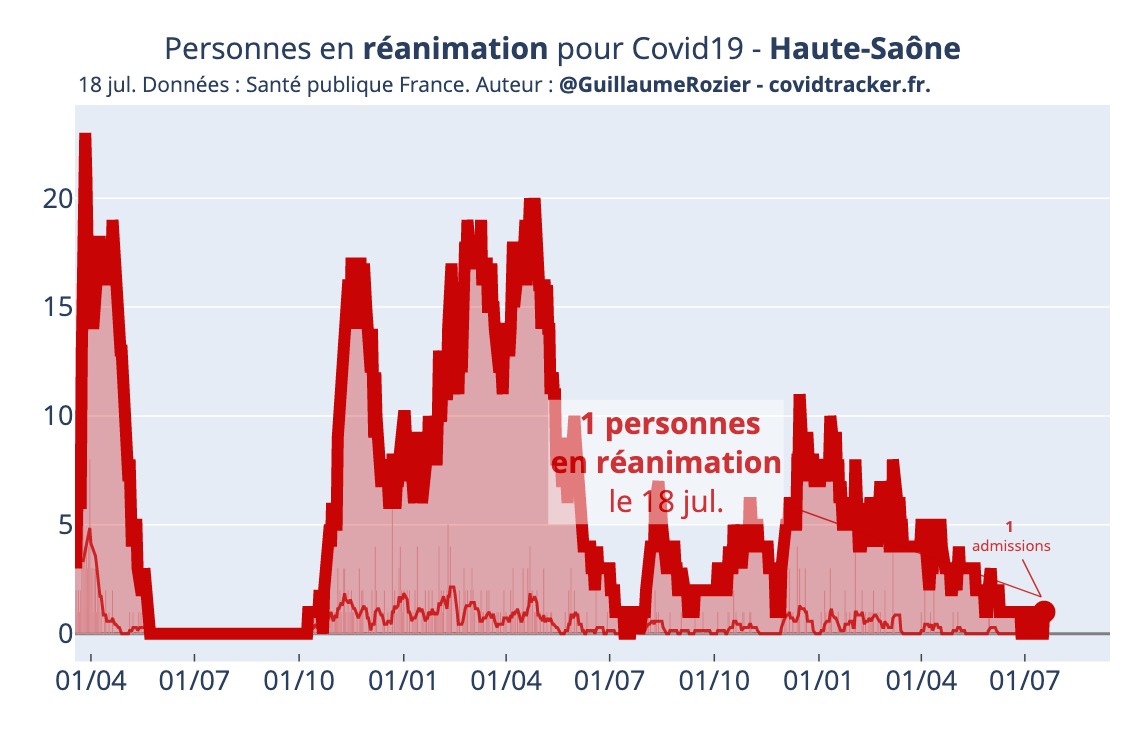 Personnes en réanimation pour Covid19 - Haute-Saône
18 jul. Données : Santé publique France. Auteur : @GuillaumeRozier - covidtracker.fr.
20
15
10
1 personnes
en réanimation
le 18 jul.
5
1
admissions
0
01/04 01/07 01/10 01/01 01/04 01/07 01/10 01/01 01/04 01/07